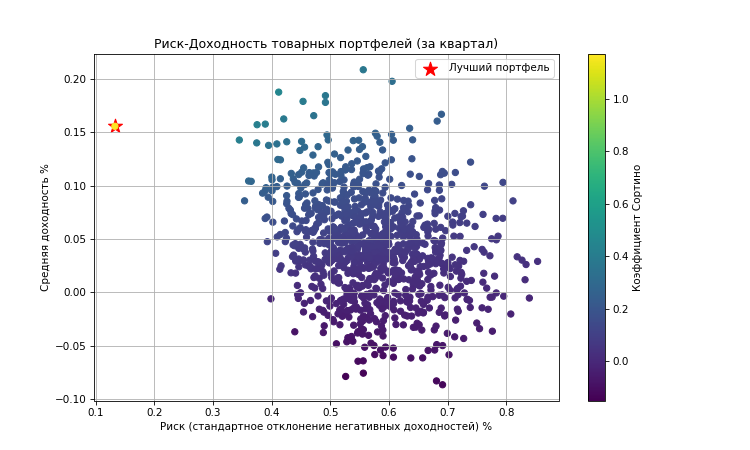 Риск-Доходность товарных портфелей (за квартал)
Лучший портфель
Средняя доходность %
0.20
0.15
0.10
0.05
0.00
−0.05
−0.10
0.1 0.2 0.3 0.4 0.5 0.6 0.7 0.8
Риск (стандартное отклонение негативных доходностей) %
1.0
0.8
0.6
0.4
0.2
0.0
Коэффициент Сортино